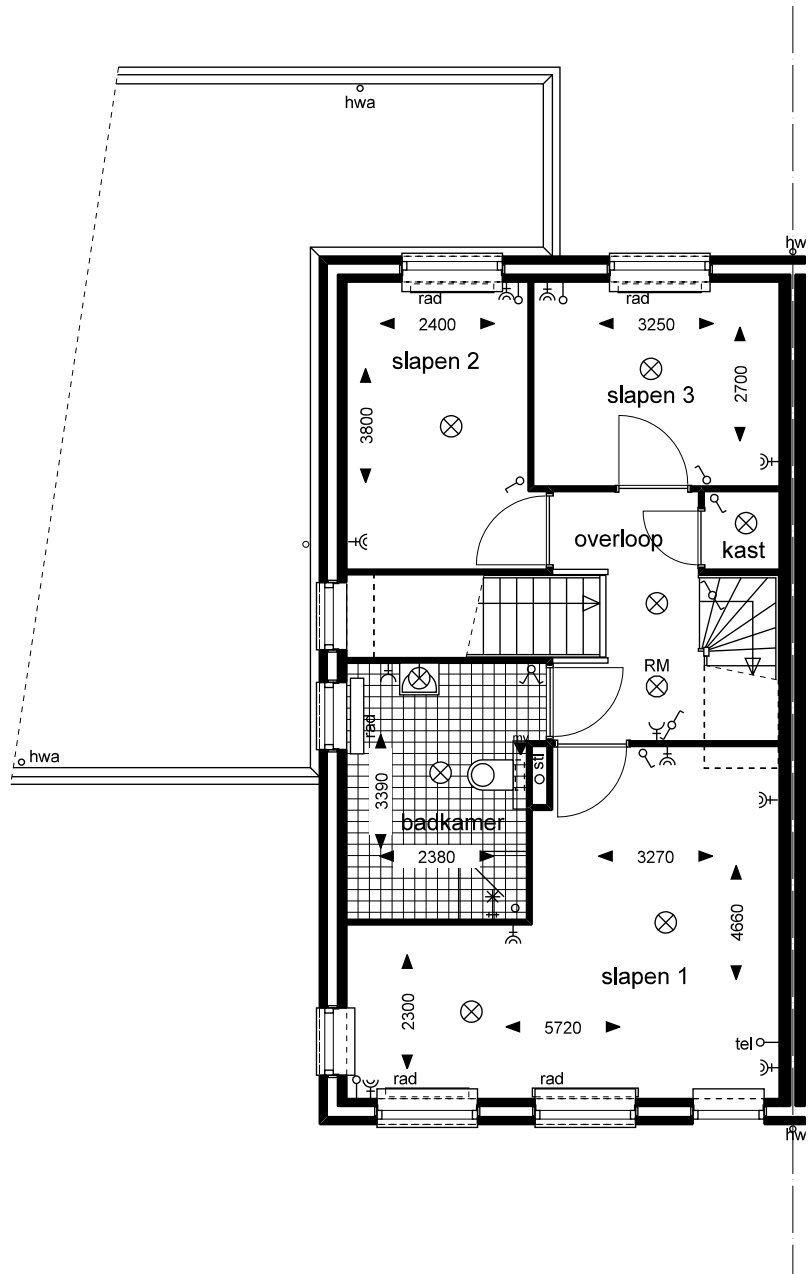 hwa
hw
rad
rad
2400
3250
slapen 2
2700
slapen 3
3800
overloop
kast
RM
rad
hwa
mv
stl
3390
badkamer
2380
3270
4660
slapen 1
2300
5720
tel
rad
rad
hw